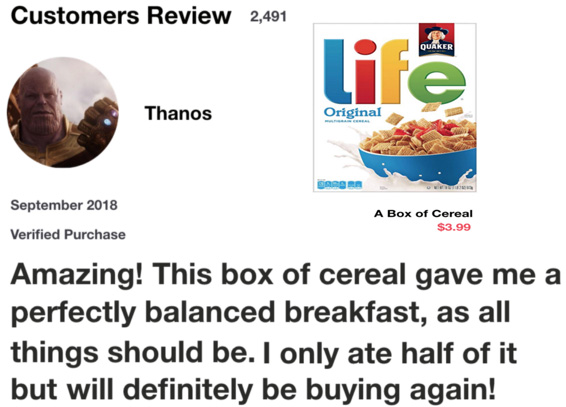 Customers Review 2,491
QUAKER
life
Original
MULTIGRAIN CEREAL
Thanos
A Box of Cereal
$3.99
September 2018
Verified Purchase
Amazing! This box of cereal gave me a
perfectly balanced breakfast, as all
things should be. I only ate half of it
but will definitely be buying again!